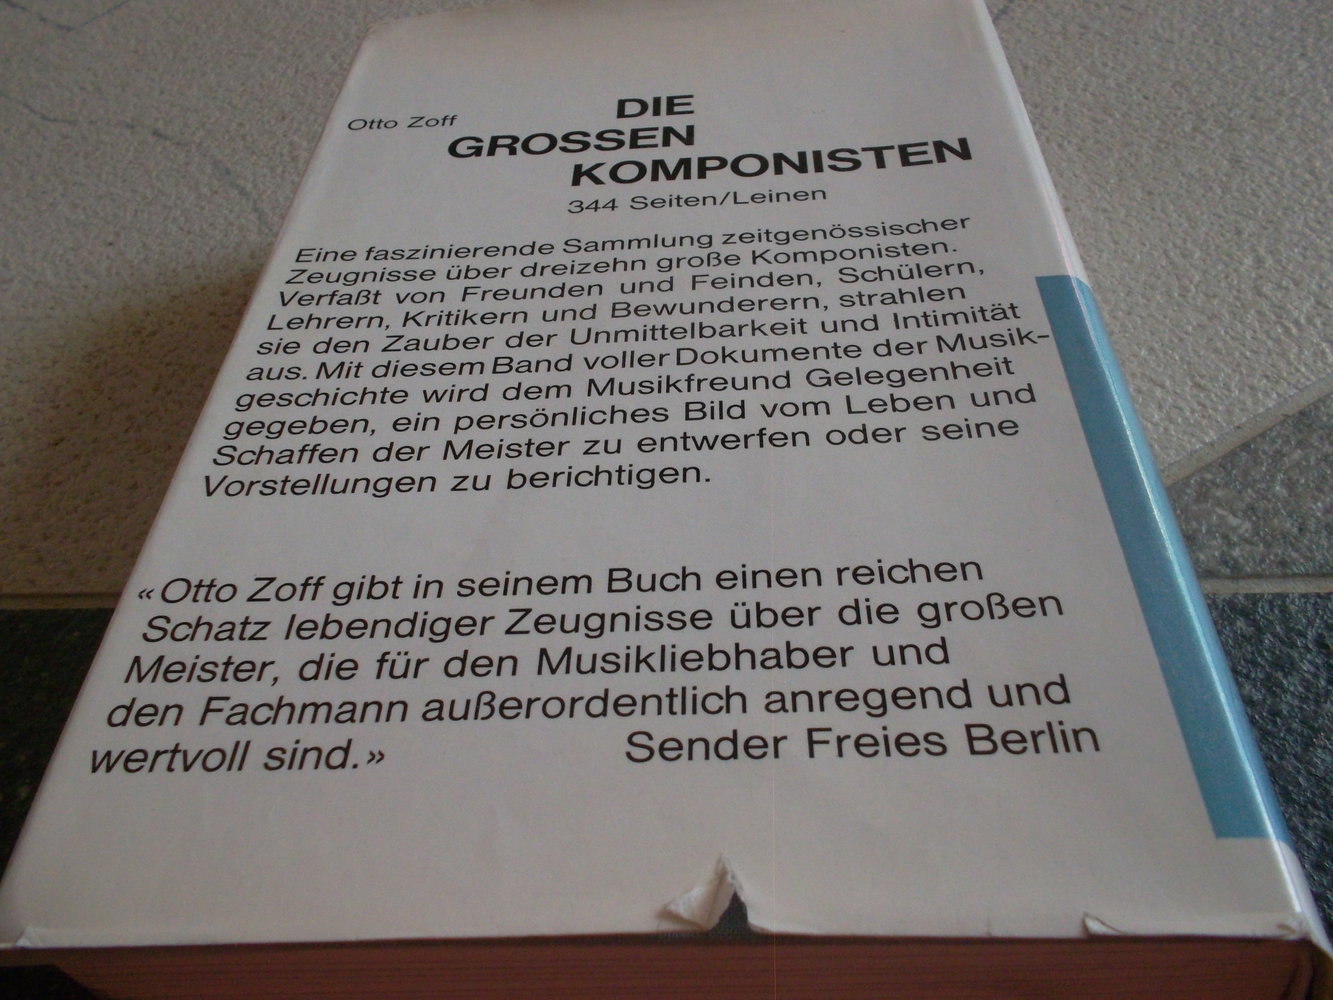 Otto Zoff
DIE
GROSSEN
KOMPONISTEN
344 Seiten/Leinen
Eine faszinierende Sammlung zeitgenössischer
Zeugnisse über dreizehn große Komponisten.
Verfaßt von Freunden und Feinden, Schülern,
Lehrern, Kritikern und Bewunderern, strahlen
sie den Zauber der Unmittelbarkeit und Intimität
aus. Mit diesem Band voller Dokumente der Musik-
geschichte wird dem Musikfreund Gelegenheit
gegeben, ein persönliches Bild vom Leben und
Schaffen der Meister zu entwerfen oder seine
Vorstellungen zu berichtigen.
«Otto Zoff gibt in seinem Buch einen reichen
Schatz lebendiger Zeugnisse über die großen
Meister, die für den Musikliebhaber und
den Fachmann außerordentlich anregend und
wertvoll sind.» Sender Freies Berlin